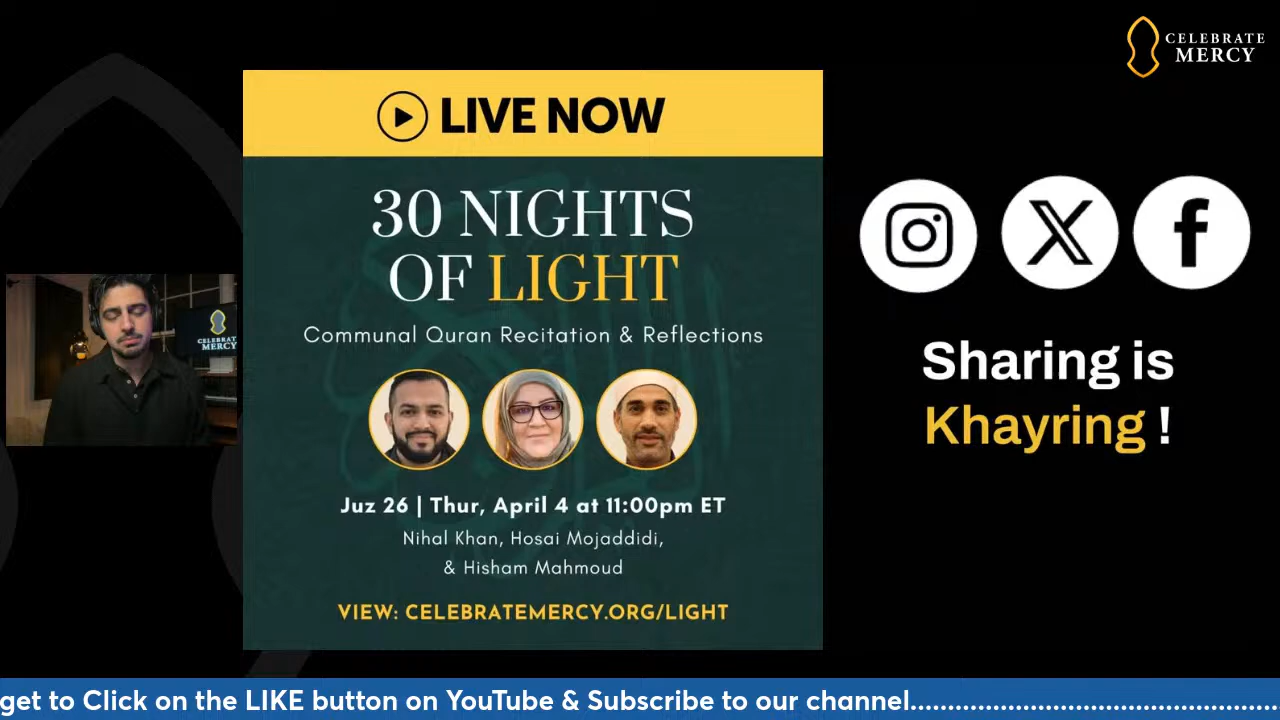 CELEBRATE
MERCY
LIVE NOW
30 NIGHTS
OF LIGHT
Communal Quran Recitation & Reflections
CELEBRATE
MERCY
Juz 26 | Thur, April 4 at 11:00pm ET
Nihal Khan, Hosai Mojaddidi,
& Hisham Mahmoud
VIEW: CELEBRATEMERCY.ORG/LIGHT
Sharing is
Khayring !
get to Click on the LIKE button on YouTube & Subscribe to our channel................................................